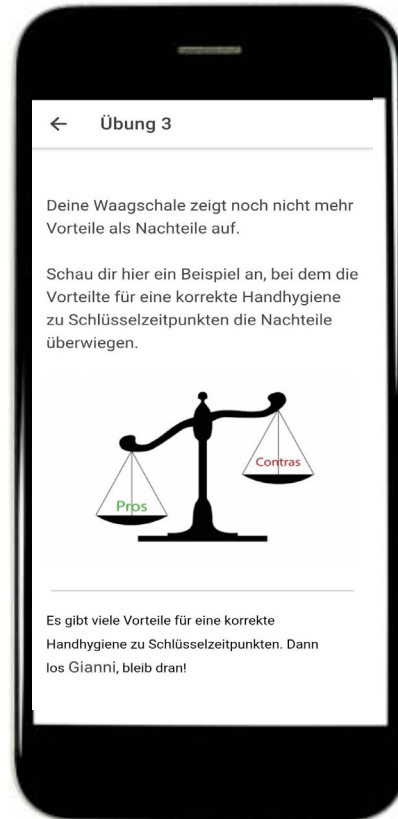 Übung 3
Deine Waagschale zeigt noch nicht mehr
Vorteile als Nachteile auf.
Schau dir hier ein Beispiel an, bei dem die
Vorteilte für eine korrekte Handhygiene
zu Schlüsselzeitpunkten die Nachteile
überwiegen.
Contras
Pros
Es gibt viele Vorteile für eine korrekte
Handhygiene zu Schlüsselzeitpunkten. Dann
los Gianni, bleib dran!